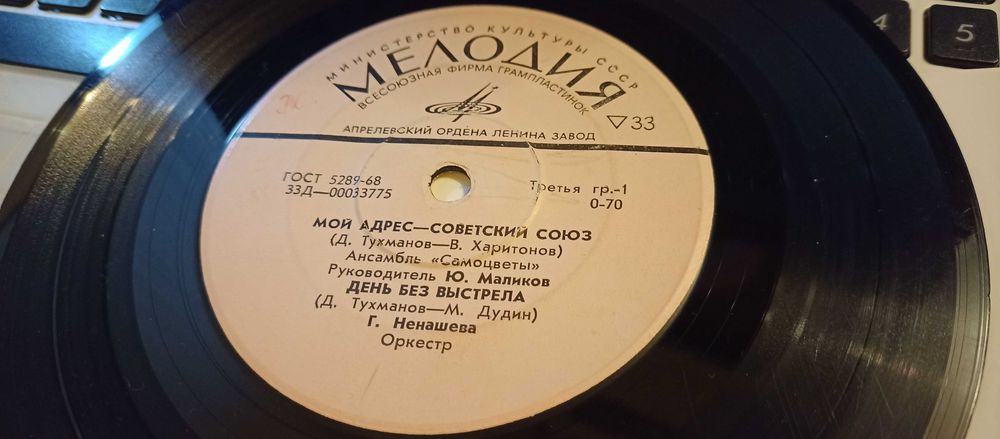 МИНИСТЕРСТВО КУЛЬТУРЫ СССР
МЕЛОДИЯ
ВСЕСОЮЗНАЯ ФИРМА ГРАМПЛАСТИНОК
▽33
АПРЕЛЕВСКИЙ ОРДЕНА ЛЕНИНА ЗАВОД
ГОСТ 5289-68
33Д—00033775
Третья гр.-1
0-70
МОЙ АДРЕС—СОВЕТСКИЙ СОЮЗ
(Д. Тухманов—В. Харитонов)
Ансамбль «Самоцветы»
Руководитель Ю. Маликов
ДЕНЬ БЕЗ ВЫСТРЕЛА
(Д. Тухманов—М. Дудин)
Г. Ненашева
Оркестр
4
5